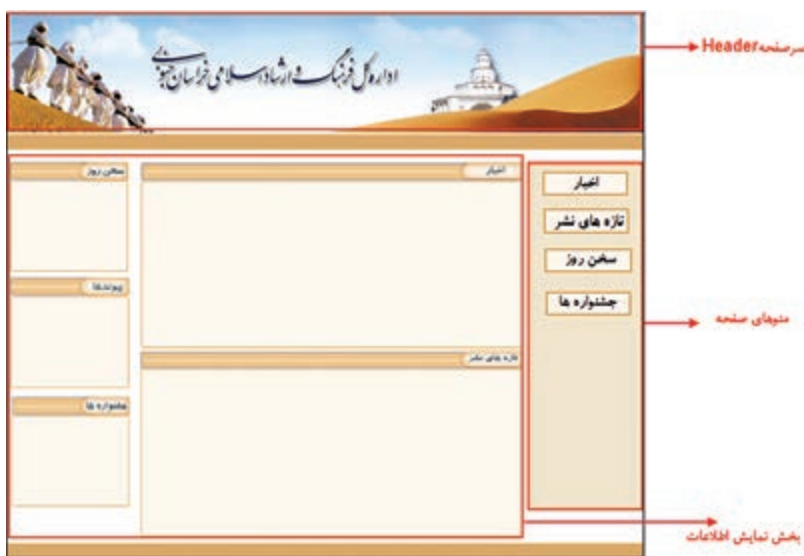 سرصفحه Header
اداره کل فرهنگ و ارشاد اسلامی خراسان جنوبی
اخبار
تازه های نشر
سخن روز
جشنواره ها
منوهای صفحه
اخبار
تازه های نشر
سخن روز
پیوندها
جشنواره ها
بخش نمایش اطلاعات